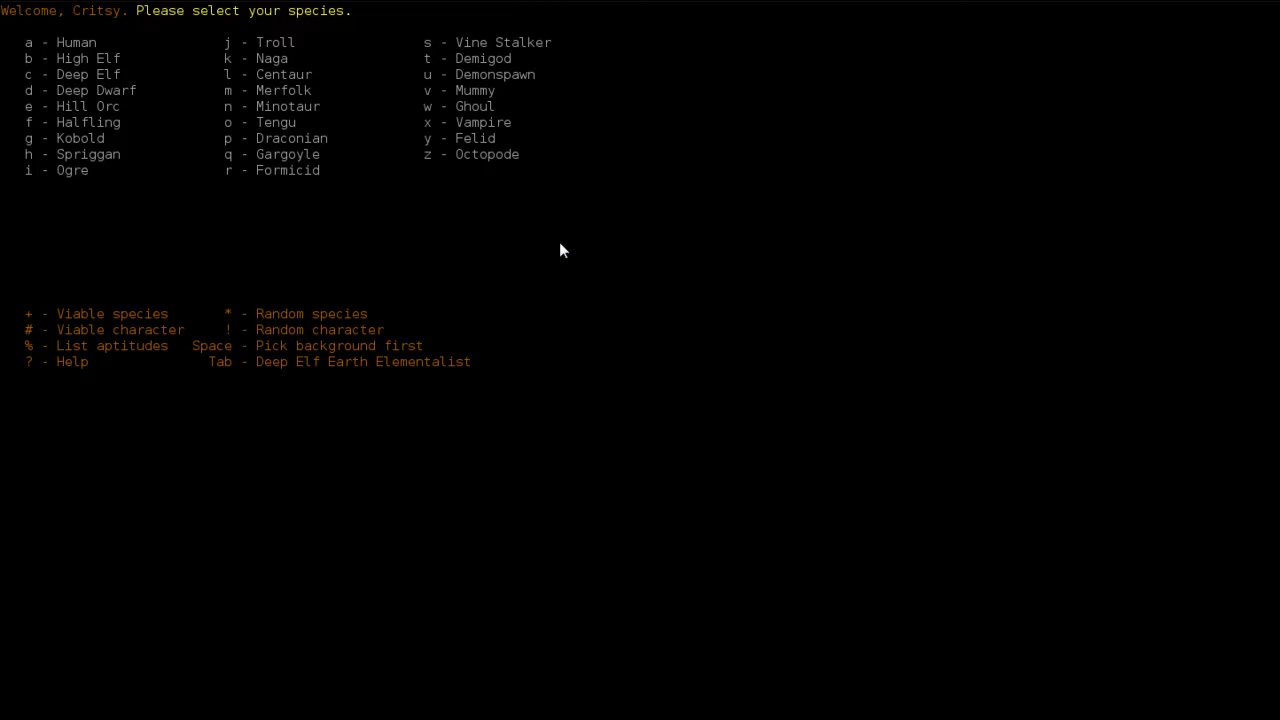 Welcome, Critsy. Please select your species.
a - Human j - Troll s - Vine Stalker
b - High Elf k - Naga t - Demigod
c - Deep Elf l - Centaur u - Demonspawn
d - Deep Dwarf m - Merfolk v - Mummy
e - Hill Orc n - Minotaur w - Ghoul
f - Halfling o - Tengu x - Vampire
g - Kobold p - Draconian y - Felid
h - Spriggan q - Gargoyle z - Octopode
i - Ogre r - Formicid
+ - Viable species * - Random species
# - Viable character ! - Random character
% - List aptitudes Space - Pick background first
? - Help Tab - Deep Elf Earth Elementalist